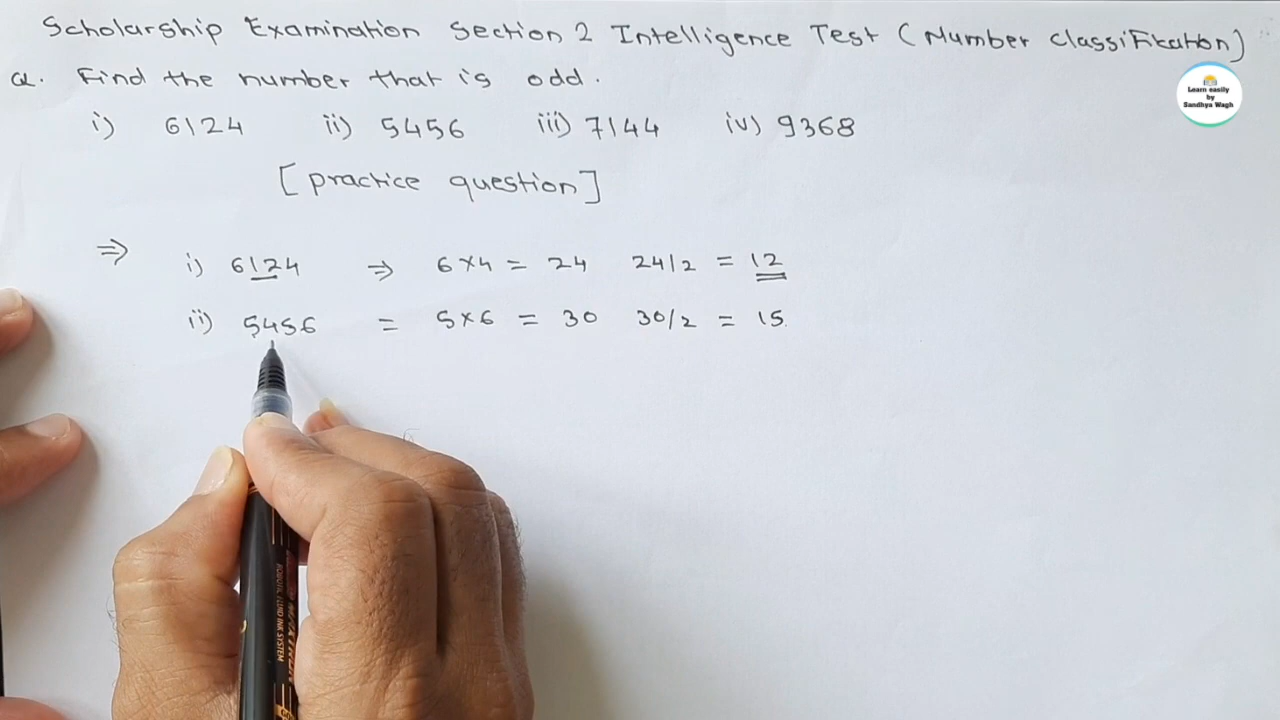 Scholarship Examination Section 2 Intelligence Test (Number classification)
Q. Find the number that is odd.
i) 6124 ii) 5456 iii) 7144 iv) 9368
[practice question]
⇒ i) 6124 ⇒ 6×4 = 24 24/2 = 12
ii) 5456 = 5×6 = 30 30/2 = 15
Learn easily
by
Sandhya Wagh